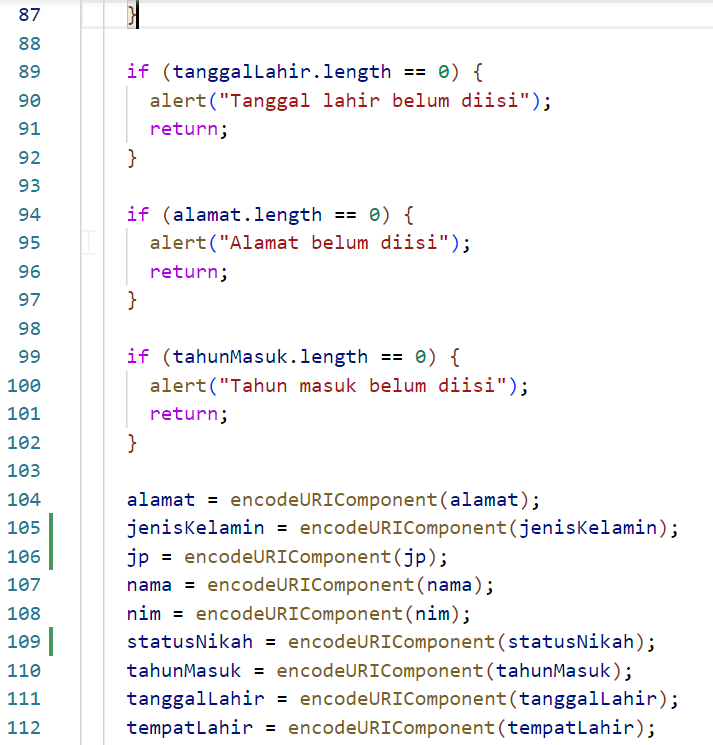 87 }
88
89 if (tanggalLahir.length == 0) {
90 alert("Tanggal lahir belum diisi");
91 return;
92 }
93
94 if (alamat.length == 0) {
95 alert("Alamat belum diisi");
96 return;
97 }
98
99 if (tahunMasuk.length == 0) {
100 alert("Tahun masuk belum diisi");
101 return;
102 }
103
104 alamat = encodeURIComponent(alamat);
105 jenisKelamin = encodeURIComponent(jenisKelamin);
106 jp = encodeURIComponent(jp);
107 nama = encodeURIComponent(nama);
108 nim = encodeURIComponent(nim);
109 statusNikah = encodeURIComponent(statusNikah);
110 tahunMasuk = encodeURIComponent(tahunMasuk);
111 tanggalLahir = encodeURIComponent(tanggalLahir);
112 tempatLahir = encodeURIComponent(tempatLahir);